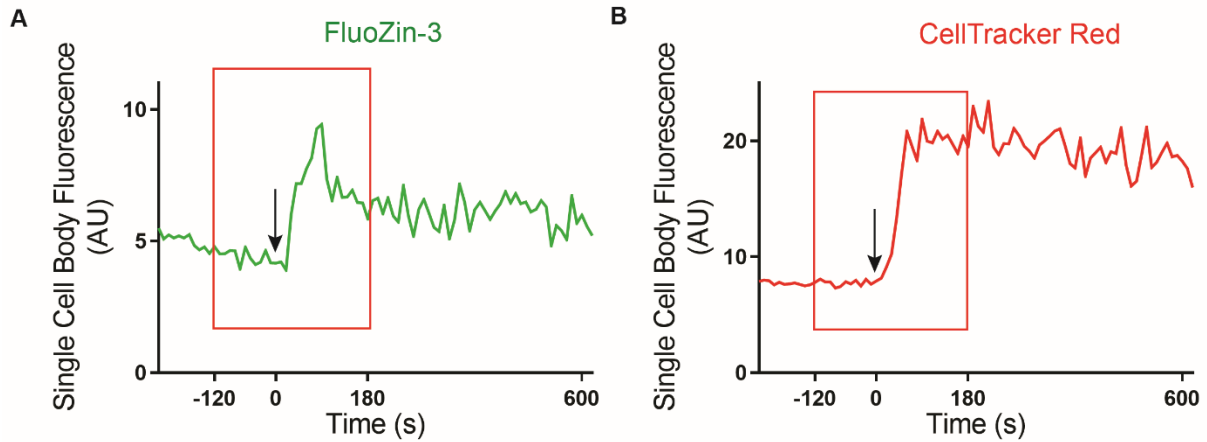 A
FluoZin-3
Single Cell Body Fluorescence
(AU)
10
5
0
-120
0
180
600
Time (s)
B
CellTracker Red
Single Cell Body Fluorescence
(AU)
20
10
0
-120
0
180
600
Time (s)